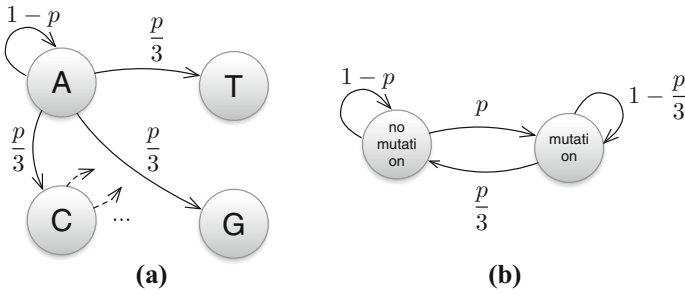 1 − p
p/3
A
T
p/3
p/3
C
...
G
(a)
1 − p
p
1 − p/3
no
mutati
on
mutati
on
p/3
(b)